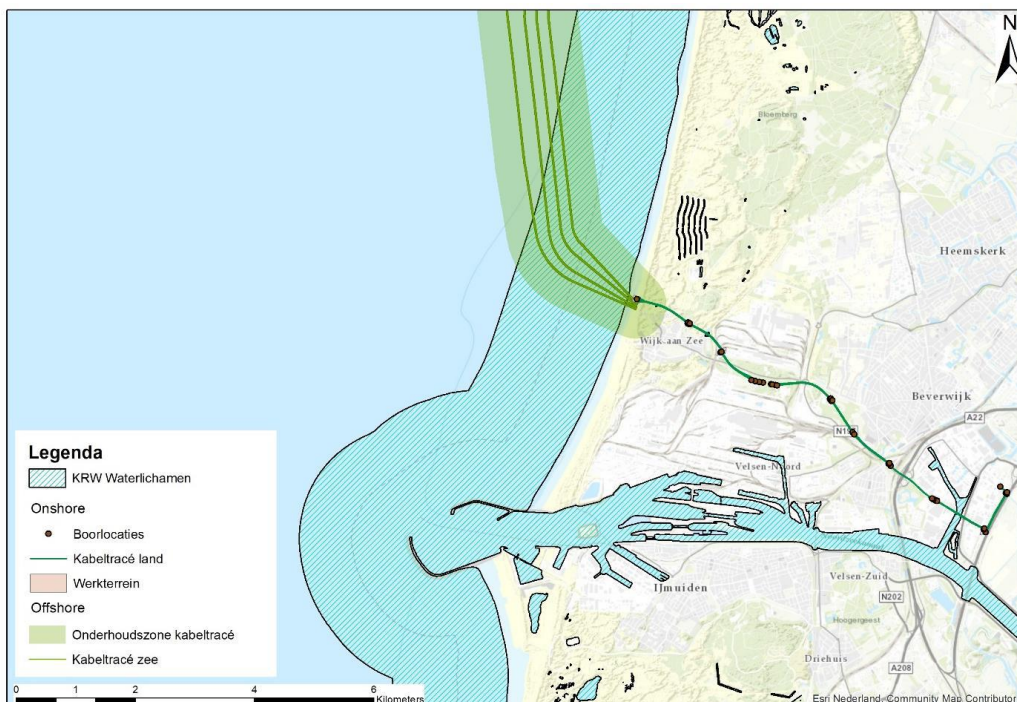 N
Bloemberg
Heemskerk
Wijk aan Zee
Beverwijk
A22
N197
Velsen-Noord
Velsen-Zuid
IJmuiden
N202
Hoogergeest
Driehuis
A208
Legenda
KRW Waterlichamen
Onshore
Boorlocaties
Kabeltracé land
Werkterrein
Offshore
Onderhoudszone kabeltracé
Kabeltracé zee
0 1 2 4 6
Kilometers
Esri Nederland, Community Map Contributor